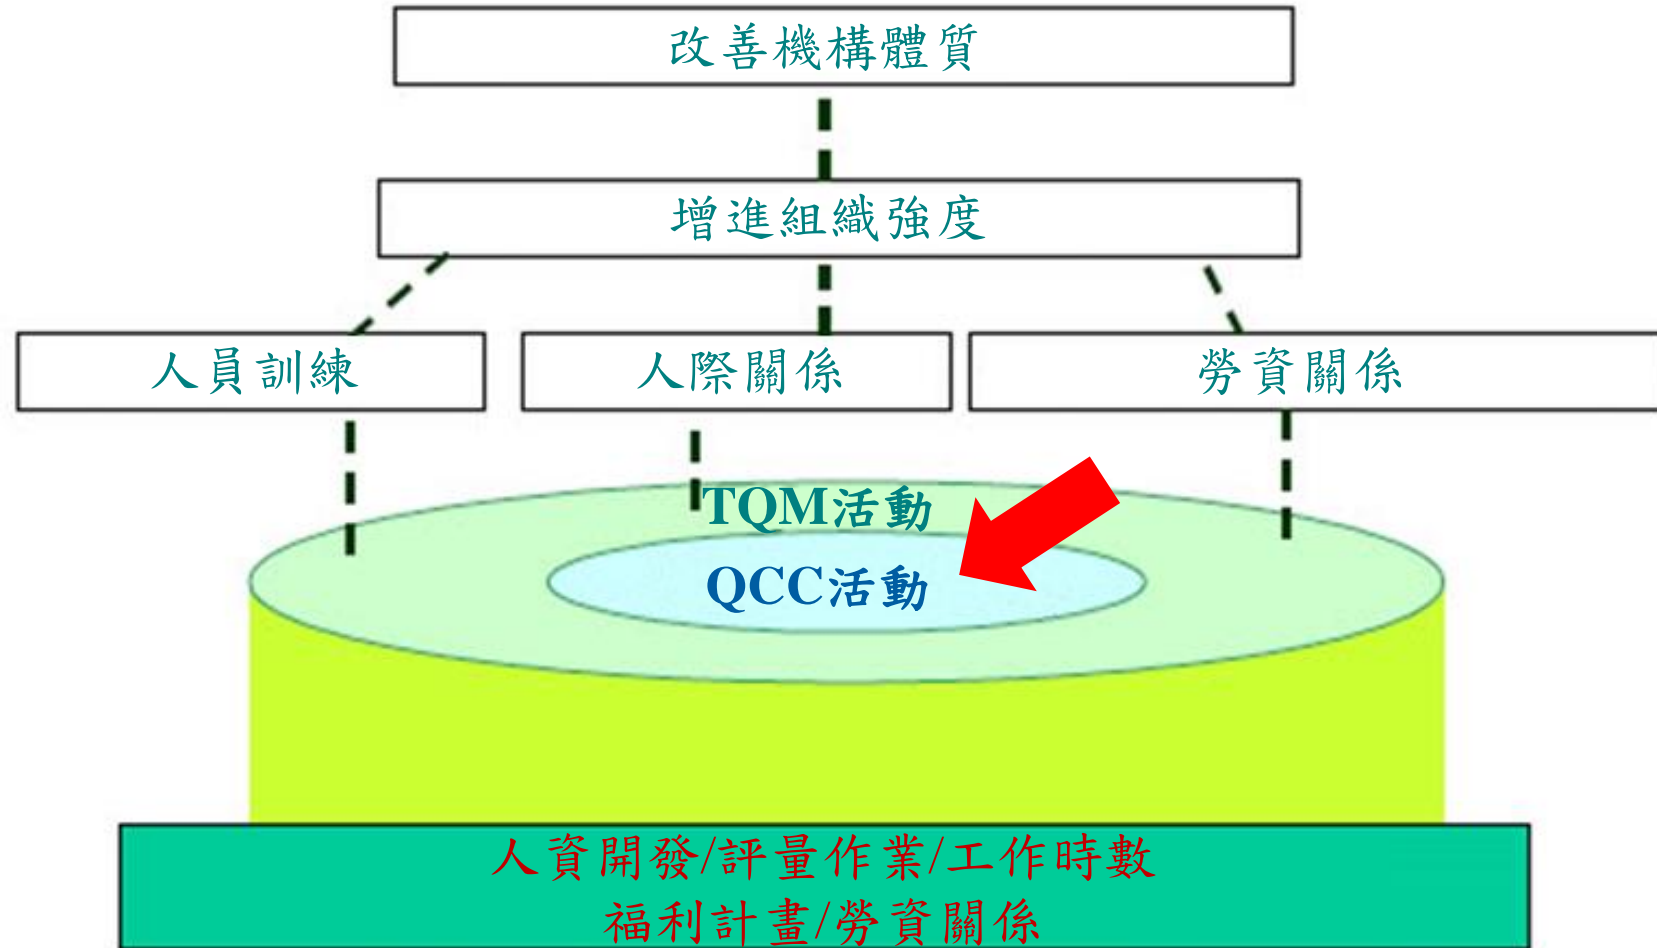 改善機構體質
增進組織強度
人員訓練
人際關係
勞資關係
TQM活動
QCC活動
人資開發/評量作業/工作時數
福利計畫/勞資關係